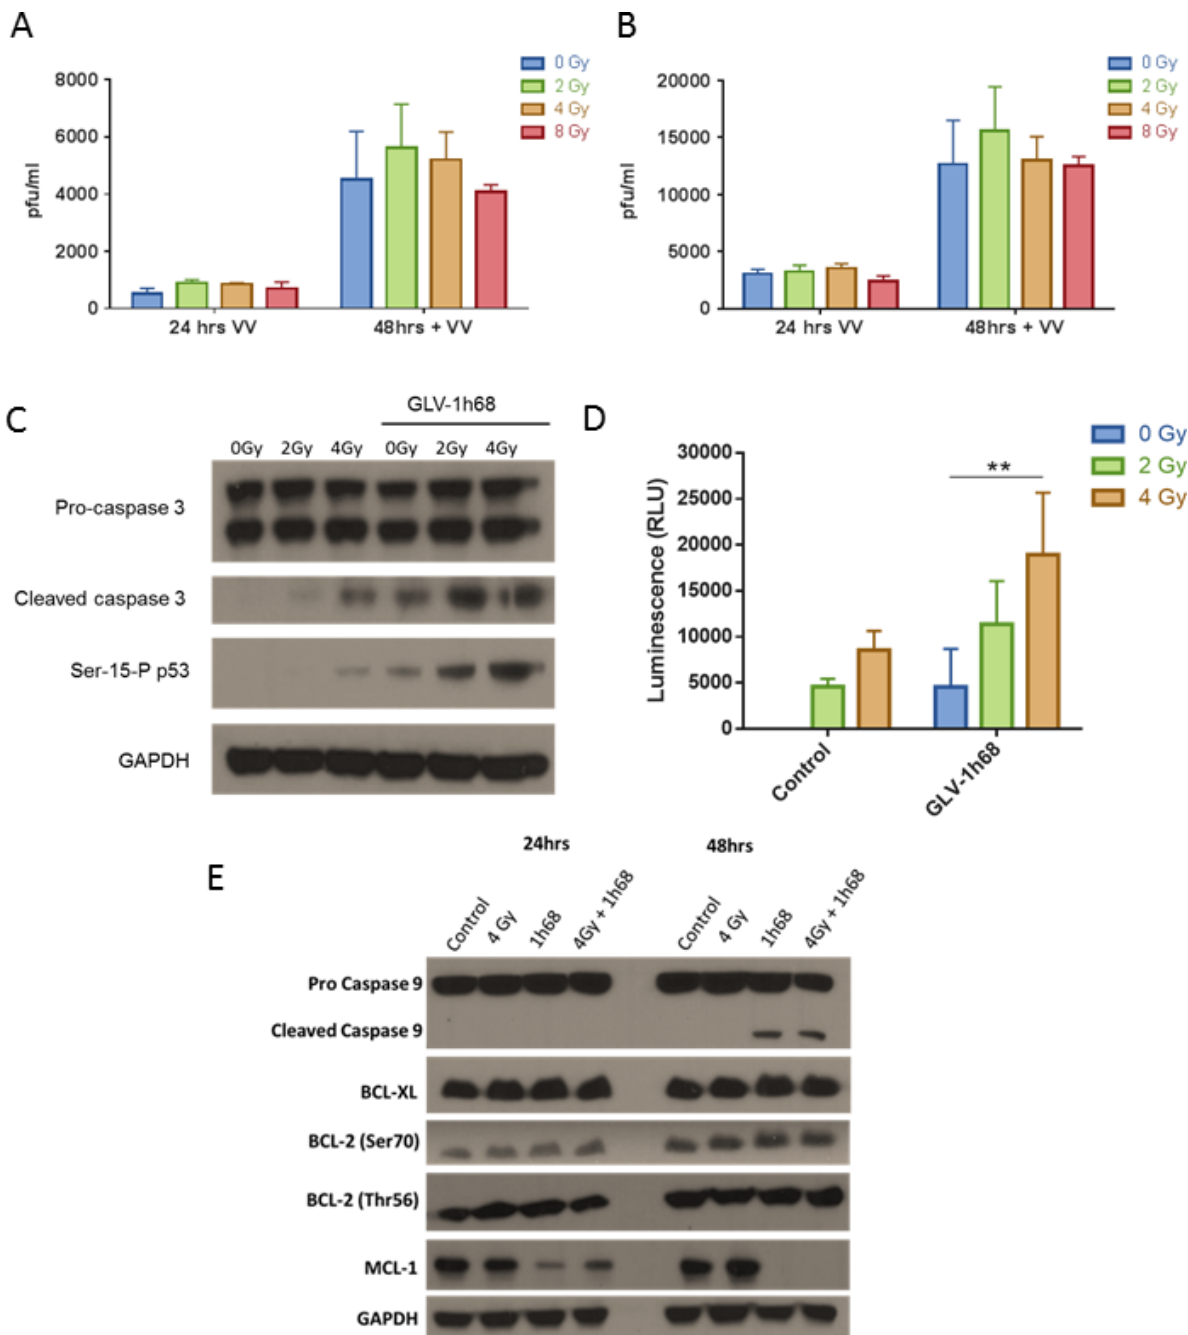 A
0 Gy
2 Gy
4 Gy
8 Gy
8000
6000
4000
2000
0
pfu/ml
24 hrs VV
48hrs + VV
B
0 Gy
2 Gy
4 Gy
8 Gy
20000
15000
10000
5000
0
pfu/ml
24 hrs VV
48hrs + VV
C
GLV-1h68
0Gy 2Gy 4Gy 0Gy 2Gy 4Gy
Pro-caspase 3
Cleaved caspase 3
Ser-15-P p53
GAPDH
D
0 Gy
2 Gy
4 Gy
30000
25000
20000
15000
10000
5000
0
Luminescence (RLU)
**
Control
GLV-1h68
E
24hrs 48hrs
Control 4 Gy 1h68 4Gy + 1h68 Control 4 Gy 1h68 4Gy + 1h68
Pro Caspase 9
Cleaved Caspase 9
BCL-XL
BCL-2 (Ser70)
BCL-2 (Thr56)
MCL-1
GAPDH